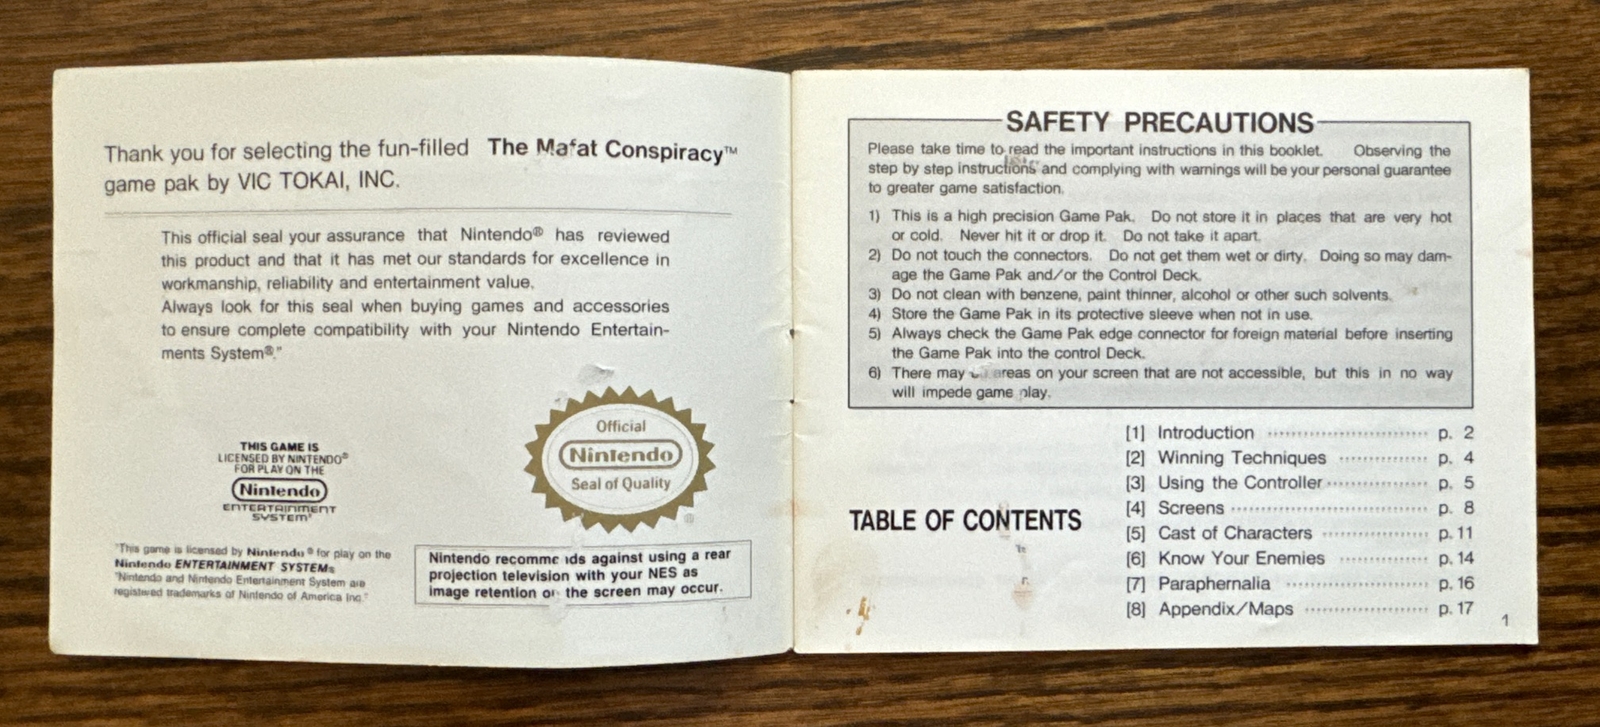 Thank you for selecting the fun-filled The Mafat Conspiracy™
game pak by VIC TOKAI, INC.
This official seal your assurance that Nintendo® has reviewed
this product and that it has met our standards for excellence in
workmanship, reliability and entertainment value.
Always look for this seal when buying games and accessories
to ensure complete compatibility with your Nintendo Entertain-
ments System®."
THIS GAME IS
LICENSED BY NINTENDO®
FOR PLAY ON THE
Nintendo
ENTERTAINMENT
SYSTEM®
Official
Nintendo
Seal of Quality
"This game is licensed by Nintendo® for play on the
Nintendo ENTERTAINMENT SYSTEM®
"Nintendo and Nintendo Entertainment System are
registered trademarks of Nintendo of America Inc."
Nintendo recommends against using a rear
projection television with your NES as
image retention on the screen may occur.
SAFETY PRECAUTIONS
Please take time to read the important instructions in this booklet. Observing the
step by step instructions and complying with warnings will be your personal guarantee
to greater game satisfaction.
1) This is a high precision Game Pak. Do not store it in places that are very hot
or cold. Never hit it or drop it. Do not take it apart.
2) Do not touch the connectors. Do not get them wet or dirty. Doing so may dam-
age the Game Pak and/or the Control Deck.
3) Do not clean with benzene, paint thinner, alcohol or other such solvents.
4) Store the Game Pak in its protective sleeve when not in use.
5) Always check the Game Pak edge connector for foreign material before inserting
the Game Pak into the control Deck.
6) There may areas on your screen that are not accessible, but this in no way
will impede game play.
TABLE OF CONTENTS
[1] Introduction p. 2
[2] Winning Techniques p. 4
[3] Using the Controller p. 5
[4] Screens p. 8
[5] Cast of Characters p. 11
[6] Know Your Enemies p. 14
[7] Paraphernalia p. 16
[8] Appendix/Maps p. 17
1